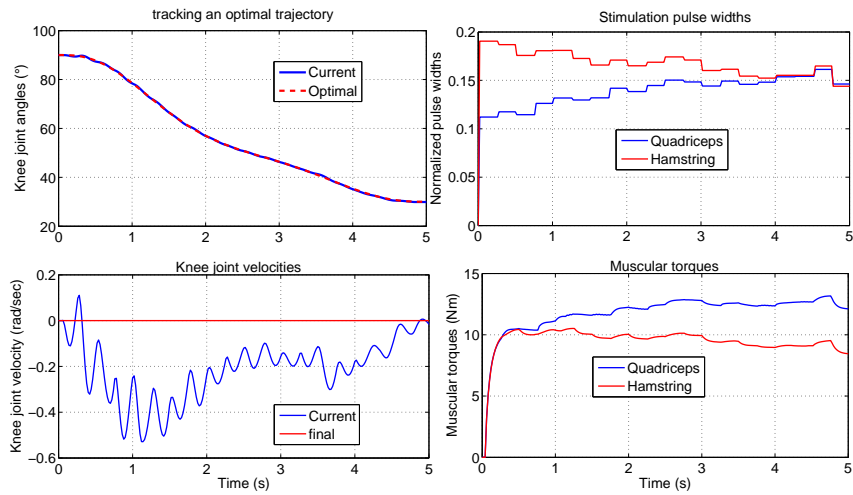 tracking an optimal trajectory
Knee joint angles (°)
100
80
60
40
20
0
1
2
3
4
5
Current
Optimal
Stimulation pulse widths
Normalized pulse widths
0.2
0.15
0.1
0.05
0
0
1
2
3
4
5
Quadriceps
Hamstring
Knee joint velocities
Knee joint velocity (rad/sec)
0.2
0
-0.2
-0.4
-0.6
0
1
2
3
4
5
Time (s)
Current
final
Muscular torques
Muscular torques (Nm)
15
10
5
0
0
1
2
3
4
5
Time (s)
Quadriceps
Hamstring